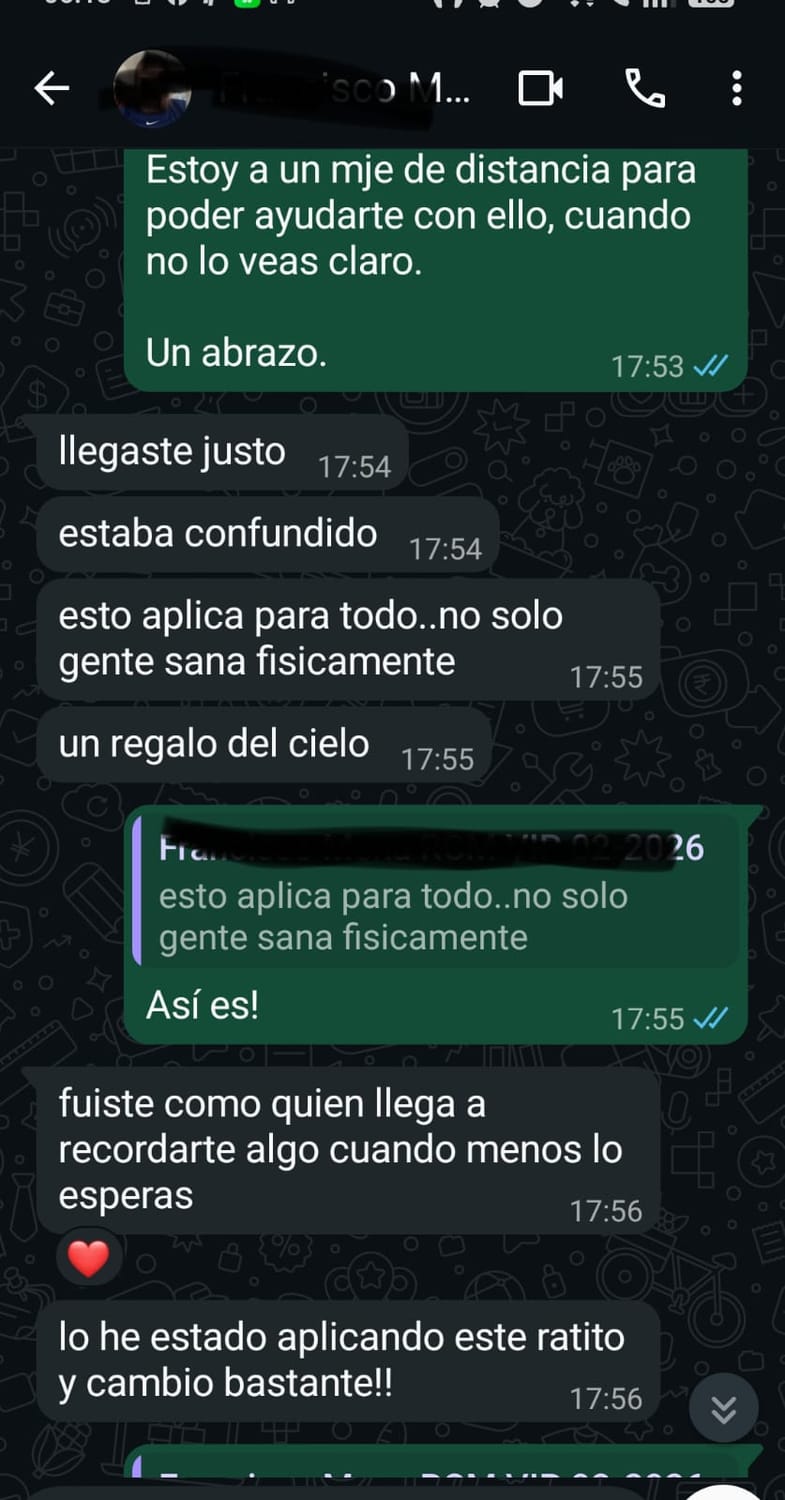 M...
Estoy a un mje de distancia para
poder ayudarte con ello, cuando
no lo veas claro.
Un abrazo.
17:53
llegaste justo 17:54
estaba confundido 17:54
esto aplica para todo..no solo
gente sana fisicamente 17:55
un regalo del cielo 17:55
2026
esto aplica para todo..no solo
gente sana fisicamente
Así es!
17:55
fuiste como quien llega a
recordarte algo cuando menos lo
esperas 17:56
lo he estado aplicando este ratito
y cambio bastante!! 17:56